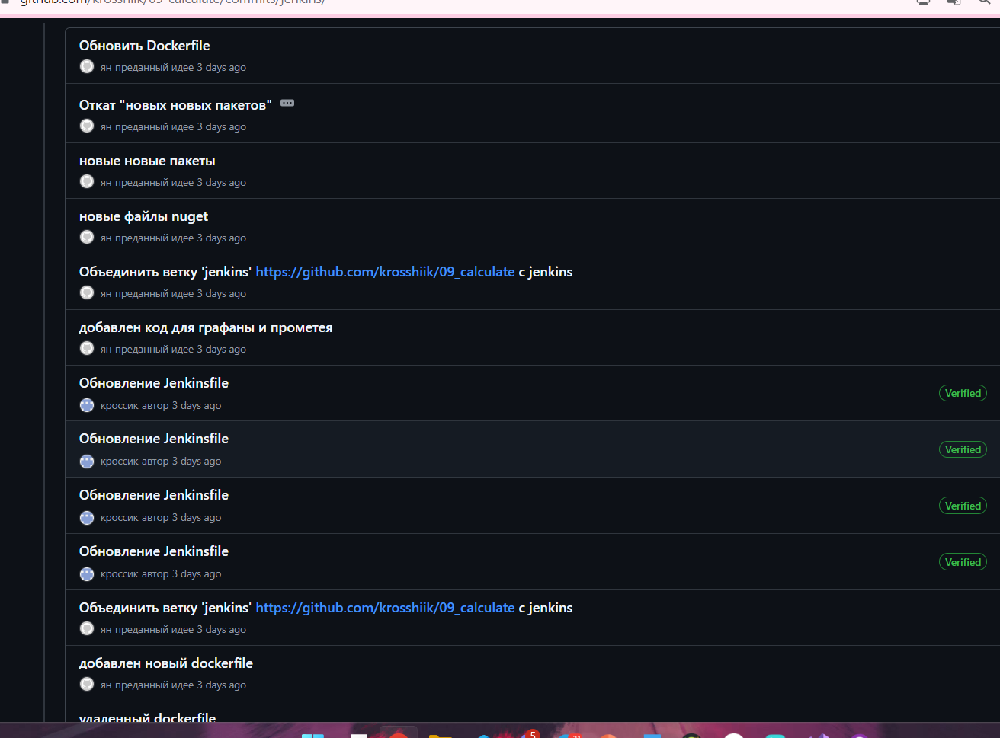 github.com/krosshiik/09_calculate/commits/jenkins/
Обновить Dockerfile
ян преданный идее 3 days ago
Откат "новых новых пакетов"
ян преданный идее 3 days ago
новые новые пакеты
ян преданный идее 3 days ago
новые файлы nuget
ян преданный идее 3 days ago
Объединить ветку 'jenkins' https://github.com/krosshiik/09_calculate с jenkins
ян преданный идее 3 days ago
добавлен код для графаны и прометея
ян преданный идее 3 days ago
Обновление Jenkinsfile
Verified
кроссик автор 3 days ago
Обновление Jenkinsfile
Verified
кроссик автор 3 days ago
Обновление Jenkinsfile
Verified
кроссик автор 3 days ago
Обновление Jenkinsfile
Verified
кроссик автор 3 days ago
Объединить ветку 'jenkins' https://github.com/krosshiik/09_calculate с jenkins
ян преданный идее 3 days ago
добавлен новый dockerfile
ян преданный идее 3 days ago
удаленный dockerfile
5
21